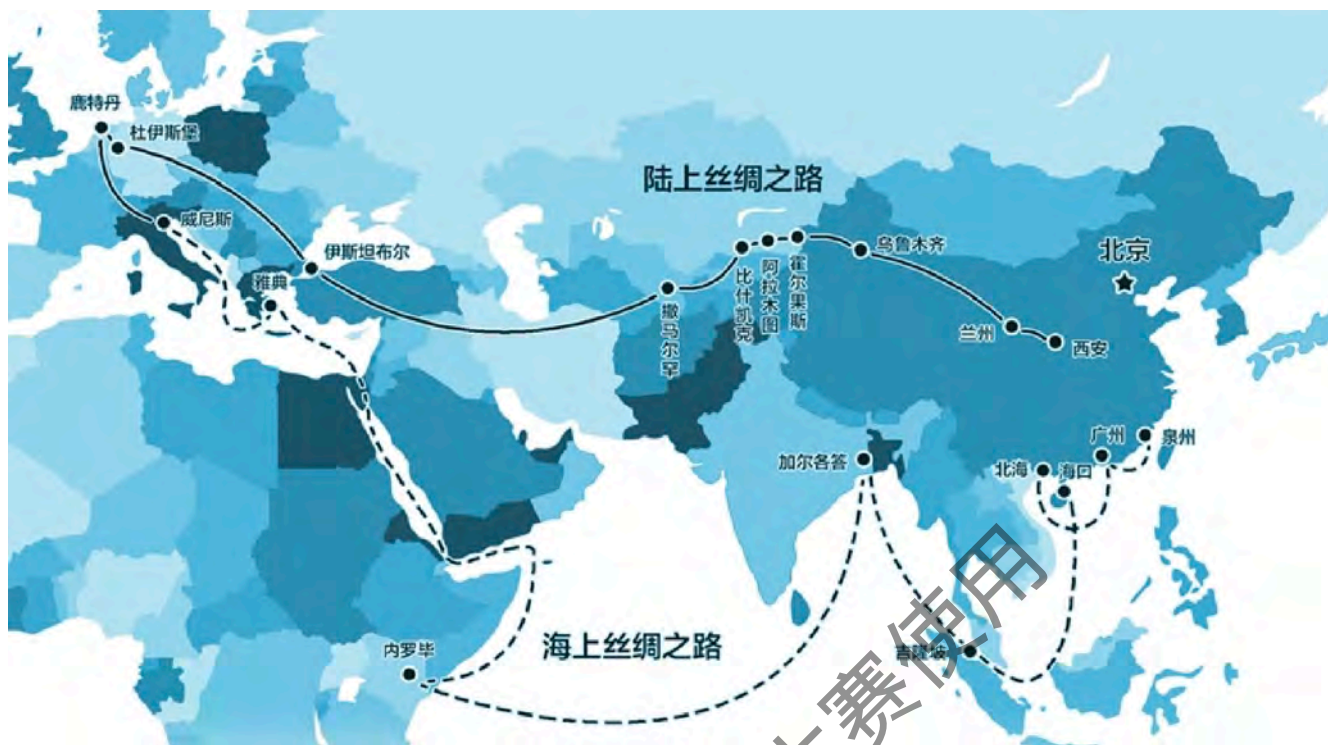 鹿特丹
杜伊斯堡
陆上丝绸之路
威尼斯
伊斯坦布尔
乌鲁木齐
北京
雅典
撒马尔罕
比什凯克
阿拉木图
霍尔果斯
兰州
西安
广州
泉州
加尔各答
北海
海口
海上丝绸之路
内罗毕
吉隆坡
赛使用